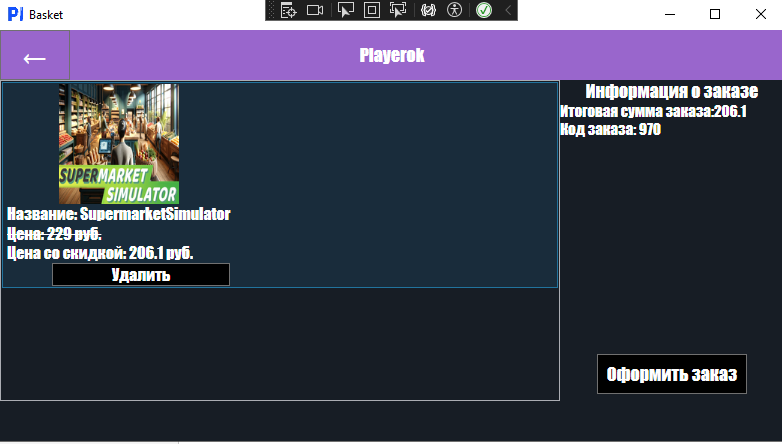 PI Basket
←
Playerok
SUPERMARKET
SIMULATOR
Название: SupermarketSimulator
Цена: 229 руб.
Цена со скидкой: 206.1 руб.
Удалить
Информация о заказе
Итоговая сумма заказа:206.1
Код заказа: 970
Оформить заказ